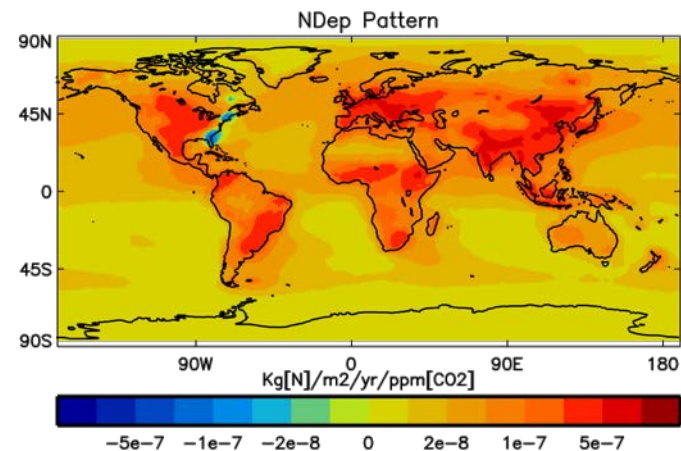 NDep Pattern
90N
45N
0
45S
90S
90W 0 90E 180
Kg[N]/m2/yr/ppm[CO2]
-5e-7 -1e-7 -2e-8 0 2e-8 1e-7 5e-7